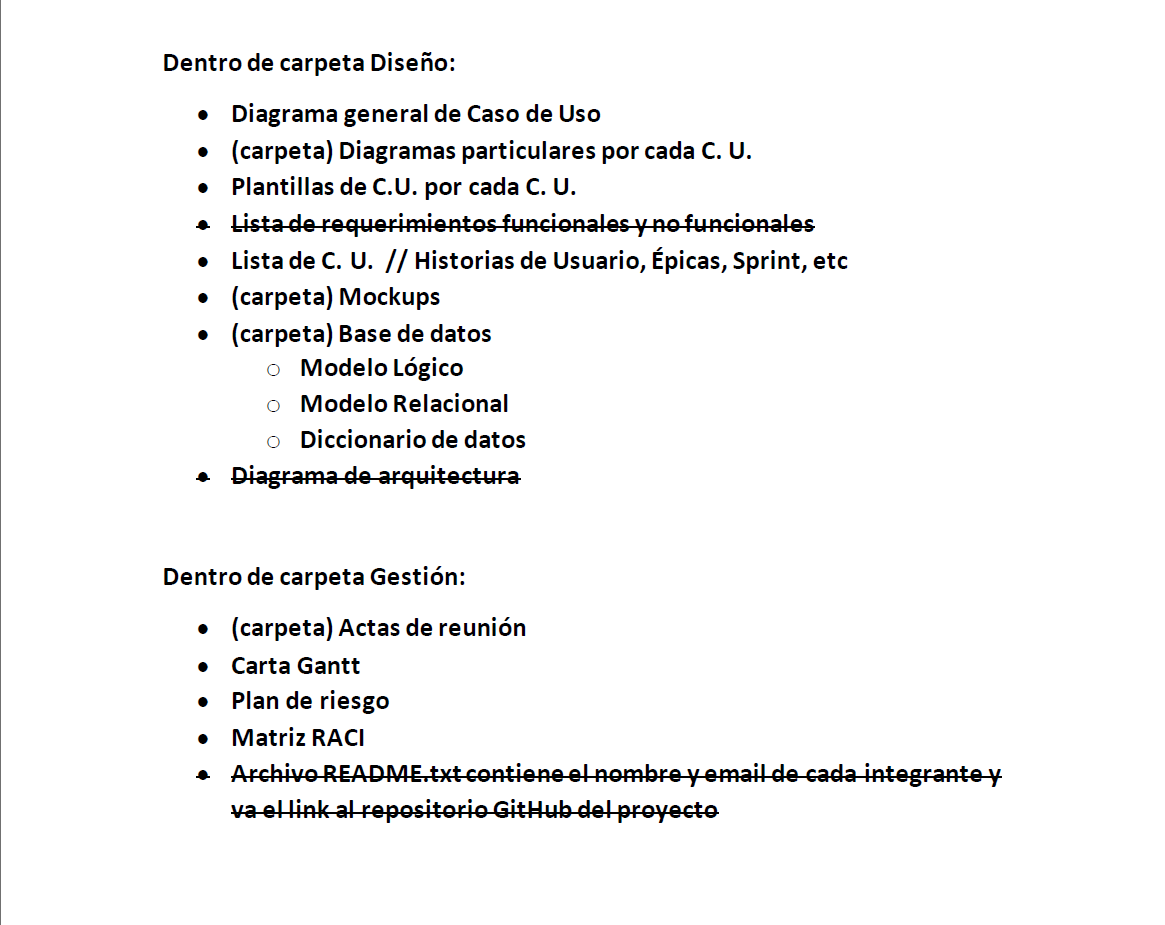 Dentro de carpeta Diseño:
• Diagrama general de Caso de Uso
• (carpeta) Diagramas particulares por cada C. U.
• Plantillas de C.U. por cada C. U.
• Lista de requerimientos funcionales y no funcionales
• Lista de C. U. // Historias de Usuario, Épicas, Sprint, etc
• (carpeta) Mockups
• (carpeta) Base de datos
○ Modelo Lógico
○ Modelo Relacional
○ Diccionario de datos
• Diagrama de arquitectura
Dentro de carpeta Gestión:
• (carpeta) Actas de reunión
• Carta Gantt
• Plan de riesgo
• Matriz RACI
• Archivo README.txt contiene el nombre y email de cada integrante y
va el link al repositorio GitHub del proyecto